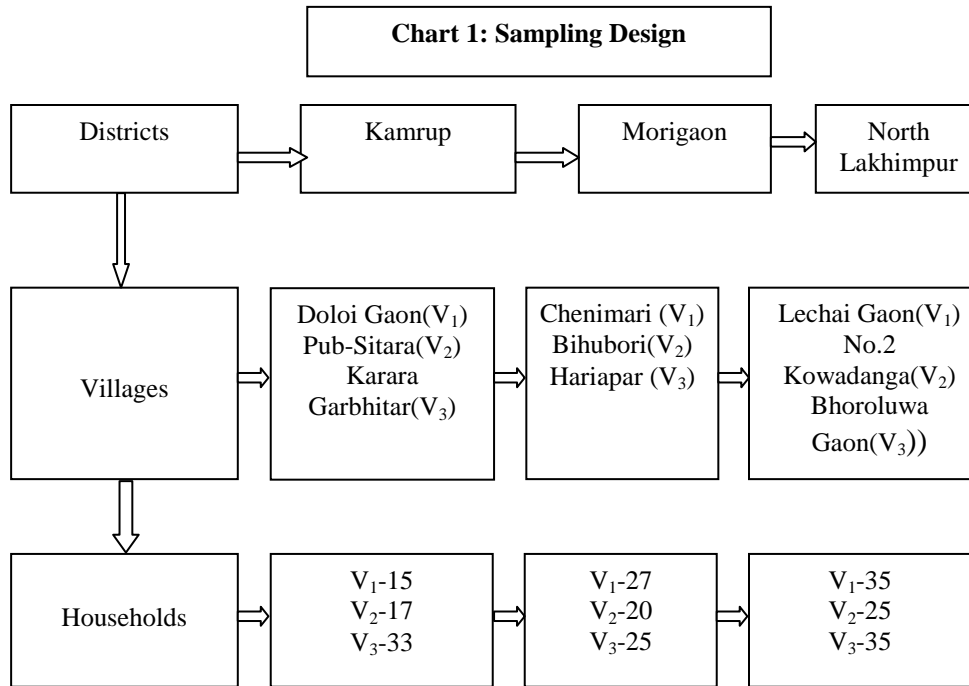 Chart 1: Sampling Design
Districts
Kamrup
Morigaon
North
Lakhimpur
Villages
Doloi Gaon(V₁)
Pub-Sitara(V₂)
Karara
Garbhitar(V₃)
Chenimari (V₁)
Bihubori(V₂)
Hariapar (V₃)
Lechai Gaon(V₁)
No.2
Kowadanga(V₂)
Bhoroluwa
Gaon(V₃))
Households
V₁-15
V₂-17
V₃-33
V₁-27
V₂-20
V₃-25
V₁-35
V₂-25
V₃-35